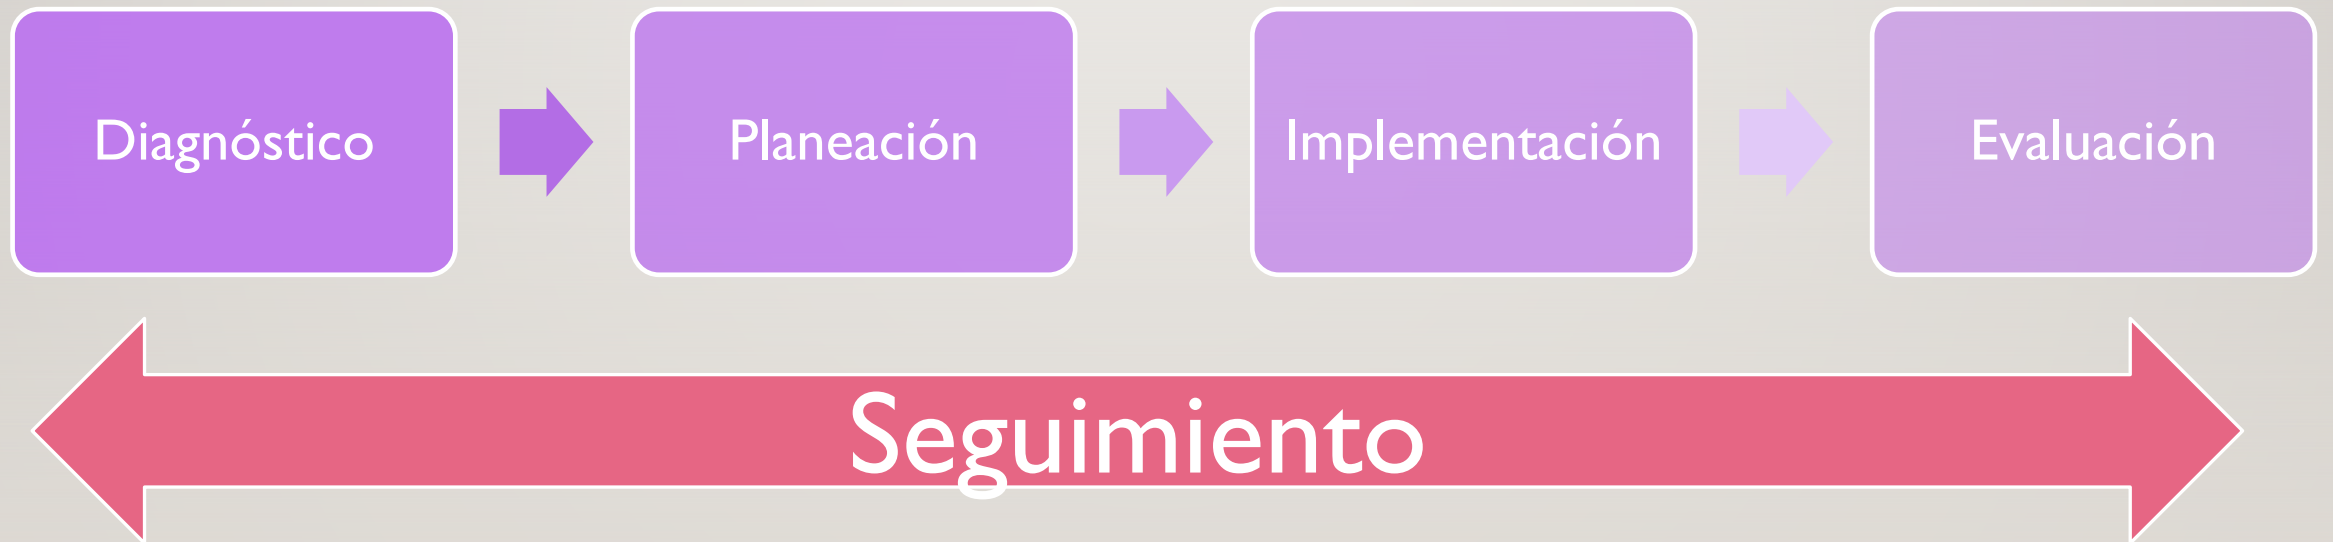 Diagnóstico
Planeación
Implementación
Evaluación
Seguimiento